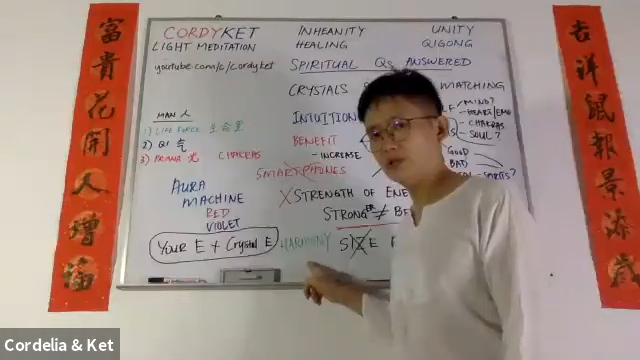 富貴花開人增福
CORDYKET
LIGHT MEDITATION
youtube.com/c/cordyket
INHEANITY
HEALING
UNITY
QIGONG
SPIRITUAL Qs ANSWERED
CRYSTALS
MATCHING
MAN 人
1) LIFE FORCE 生命量
2) QI 气
3) PRANA 光 CHAKRAS
AURA
MACHINE
RED
VIOLET
YOUR E + Crystal E
HARMONY
INTUITION
BENEFIT
- INCREASE
SMARTPHONES
X STRENGTH OF ENE
STRONGER ≠ BE
SIZE
MIND?
HEART/EMO
CHAKRAS
SOUL?
GOOD
BAD
SPIRITS?
吉祥鼠報景添
Cordelia & Ket